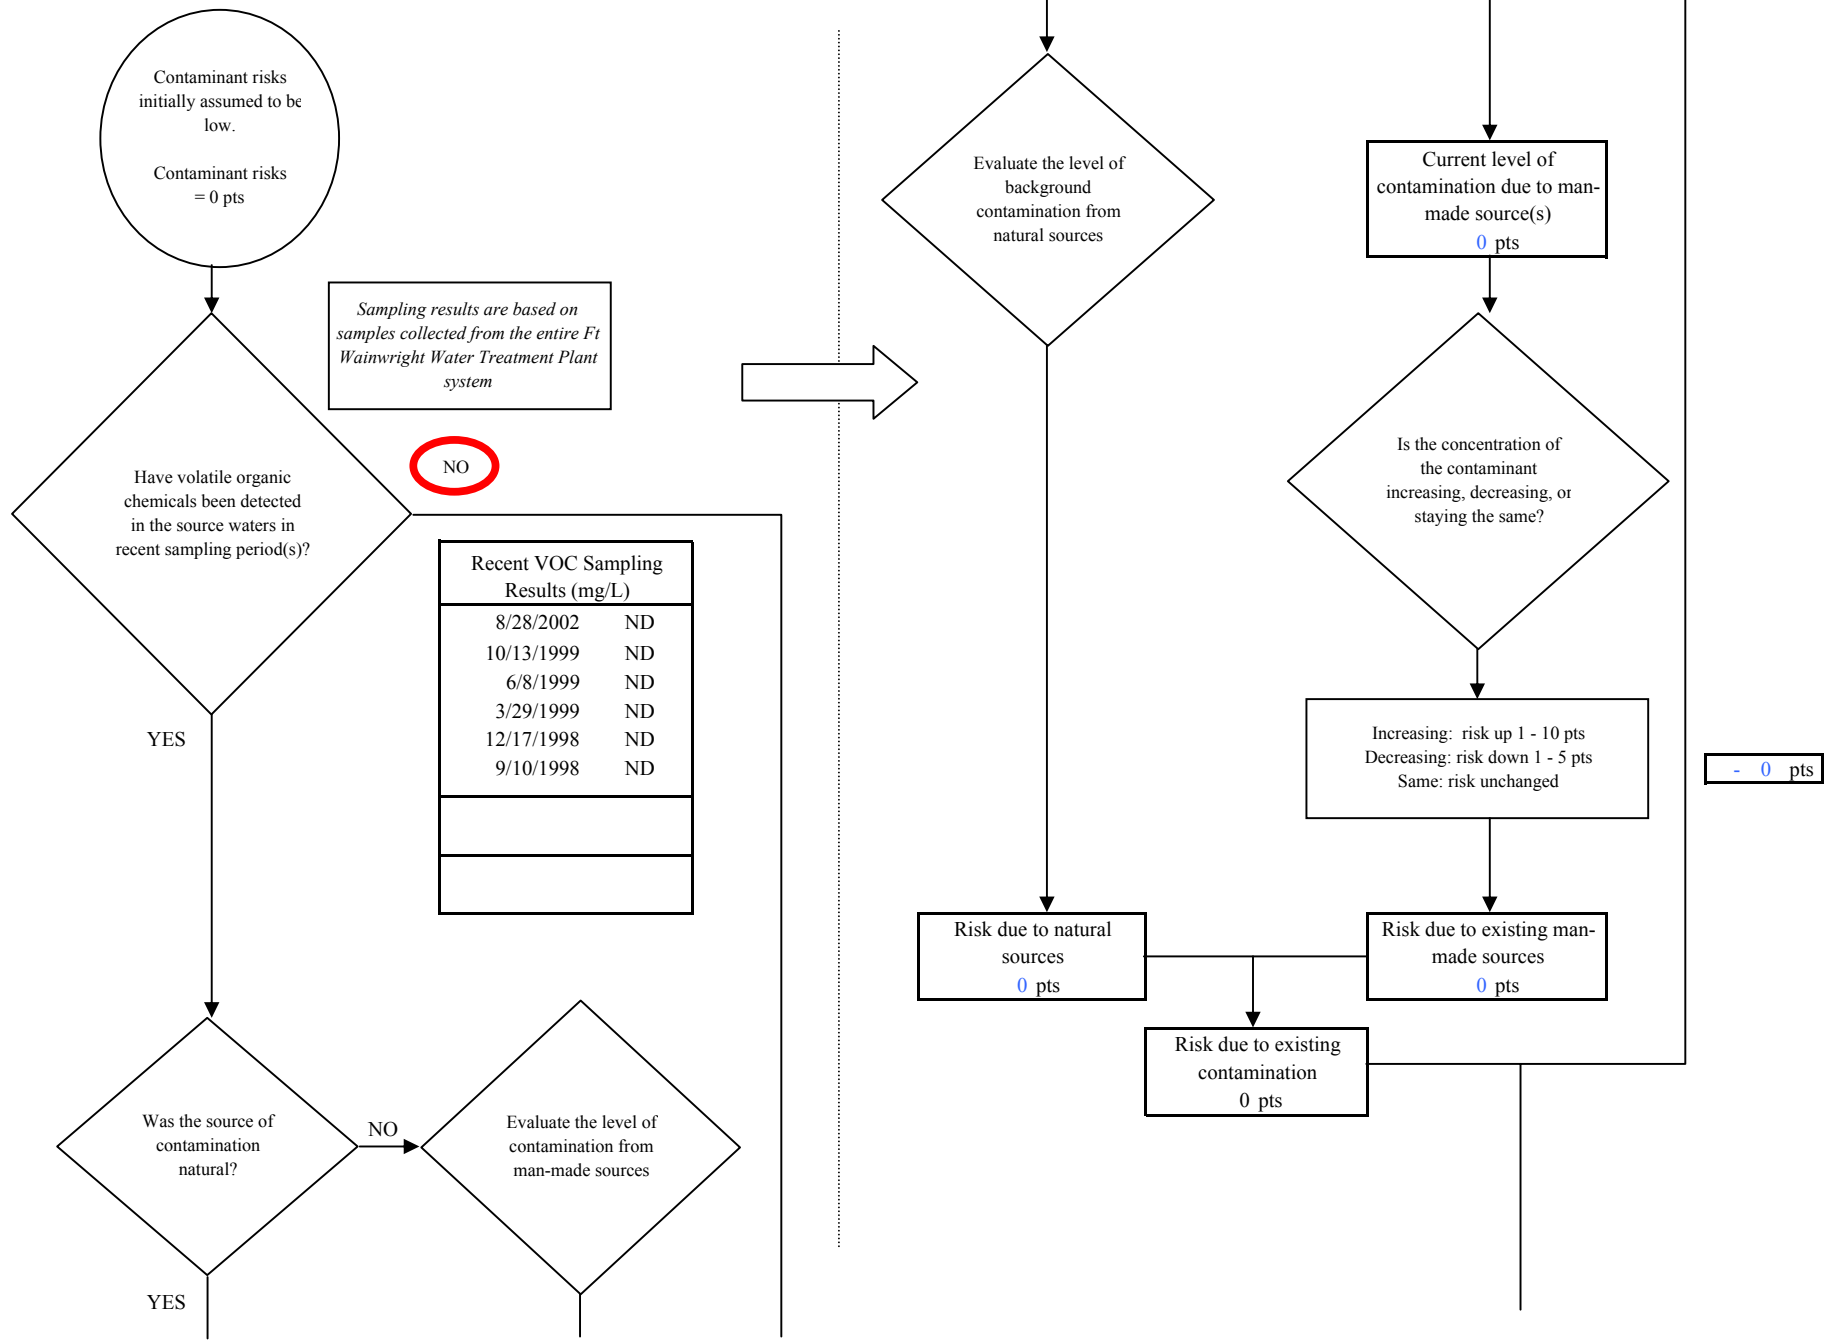 Contaminant risks
initially assumed to be
low.
Contaminant risks
= 0 pts
Sampling results are based on
samples collected from the entire Ft
Wainwright Water Treatment Plant
system
NO
Have volatile organic
chemicals been detected
in the source waters in
recent sampling period(s)?
Recent VOC Sampling
Results (mg/L)
8/28/2002 ND
10/13/1999 ND
6/8/1999 ND
3/29/1999 ND
12/17/1998 ND
9/10/1998 ND
YES
Was the source of
contamination
natural?
NO
Evaluate the level of
contamination from
man-made sources
YES
Evaluate the level of
background
contamination from
natural sources
Current level of
contamination due to man-
made source(s)
0 pts
Is the concentration of
the contaminant
increasing, decreasing, or
staying the same?
Increasing: risk up 1 - 10 pts
Decreasing: risk down 1 - 5 pts
Same: risk unchanged
- 0 pts
Risk due to natural
sources
0 pts
Risk due to existing man-
made sources
0 pts
Risk due to existing
contamination
0 pts